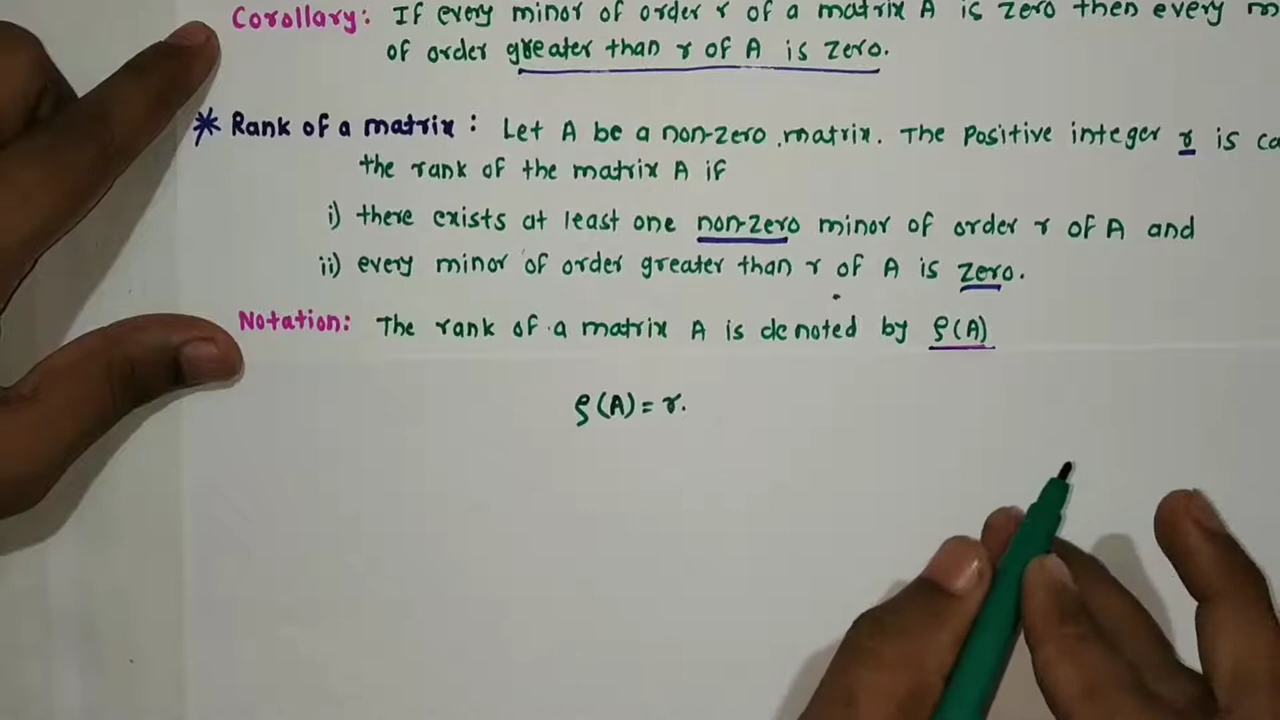 Corollary: If every minor of order r of a matrix A is zero then every
of order greater than r of A is zero.
* Rank of a matrix: Let A be a non-zero matrix. The positive integer r is
the rank of the matrix A if
i) there exists at least one non-zero minor of order r of A and
ii) every minor of order greater than r of A is zero.
Notation: The rank of a matrix A is denoted by ρ(A)
ρ(A) = r.